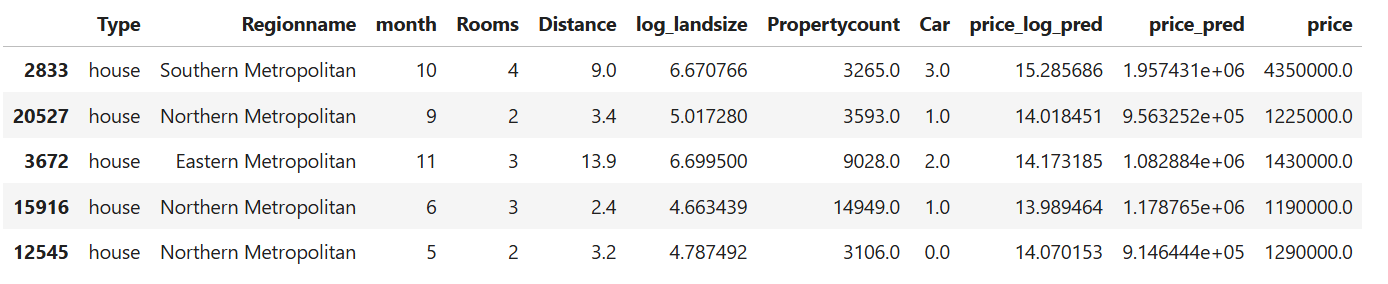 Type Regionname month Rooms Distance log_landsize Propertycount Car price_log_pred price_pred price
2833 house Southern Metropolitan 10 4 9.0 6.670766 3265.0 3.0 15.285686 1.957431e+06 4350000.0
20527 house Northern Metropolitan 9 2 3.4 5.017280 3593.0 1.0 14.018451 9.563252e+05 1225000.0
3672 house Eastern Metropolitan 11 3 13.9 6.699500 9028.0 2.0 14.173185 1.082884e+06 1430000.0
15916 house Northern Metropolitan 6 3 2.4 4.663439 14949.0 1.0 13.989464 1.178765e+06 1190000.0
12545 house Northern Metropolitan 5 2 3.2 4.787492 3106.0 0.0 14.070153 9.146444e+05 1290000.0